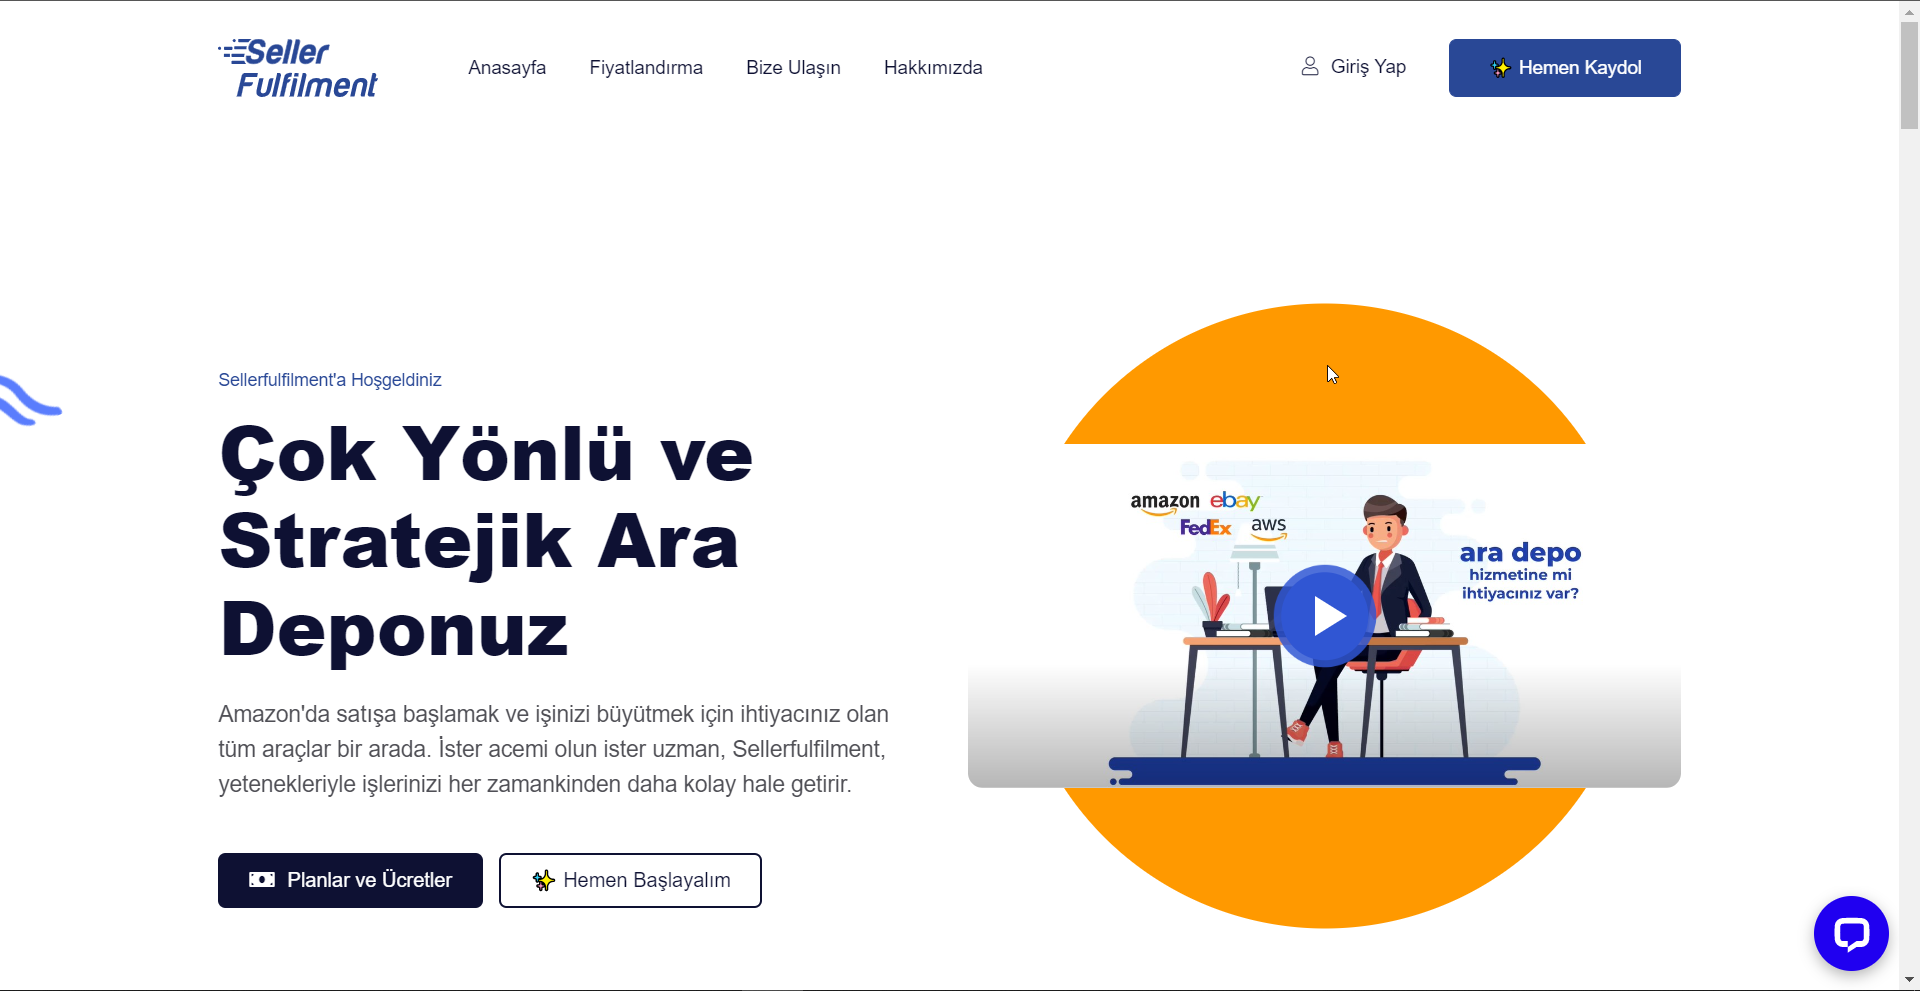 Seller
Fulfilment
Anasayfa
Fiyatlandırma
Bize Ulaşın
Hakkımızda
Giriş Yap
Hemen Kaydol
Sellerfulfilment'a Hoşgeldiniz
Çok Yönlü ve
Stratejik Ara
Deponuz
Amazon'da satışa başlamak ve işinizi büyütmek için ihtiyacınız olan
tüm araçlar bir arada. İster acemi olun ister uzman, Sellerfulfilment,
yetenekleriyle işlerinizi her zamankinden daha kolay hale getirir.
Planlar ve Ücretler
Hemen Başlayalım
amazon ebay
FedEx aws
ara depo
hizmetine mi
ihtiyacınız var?